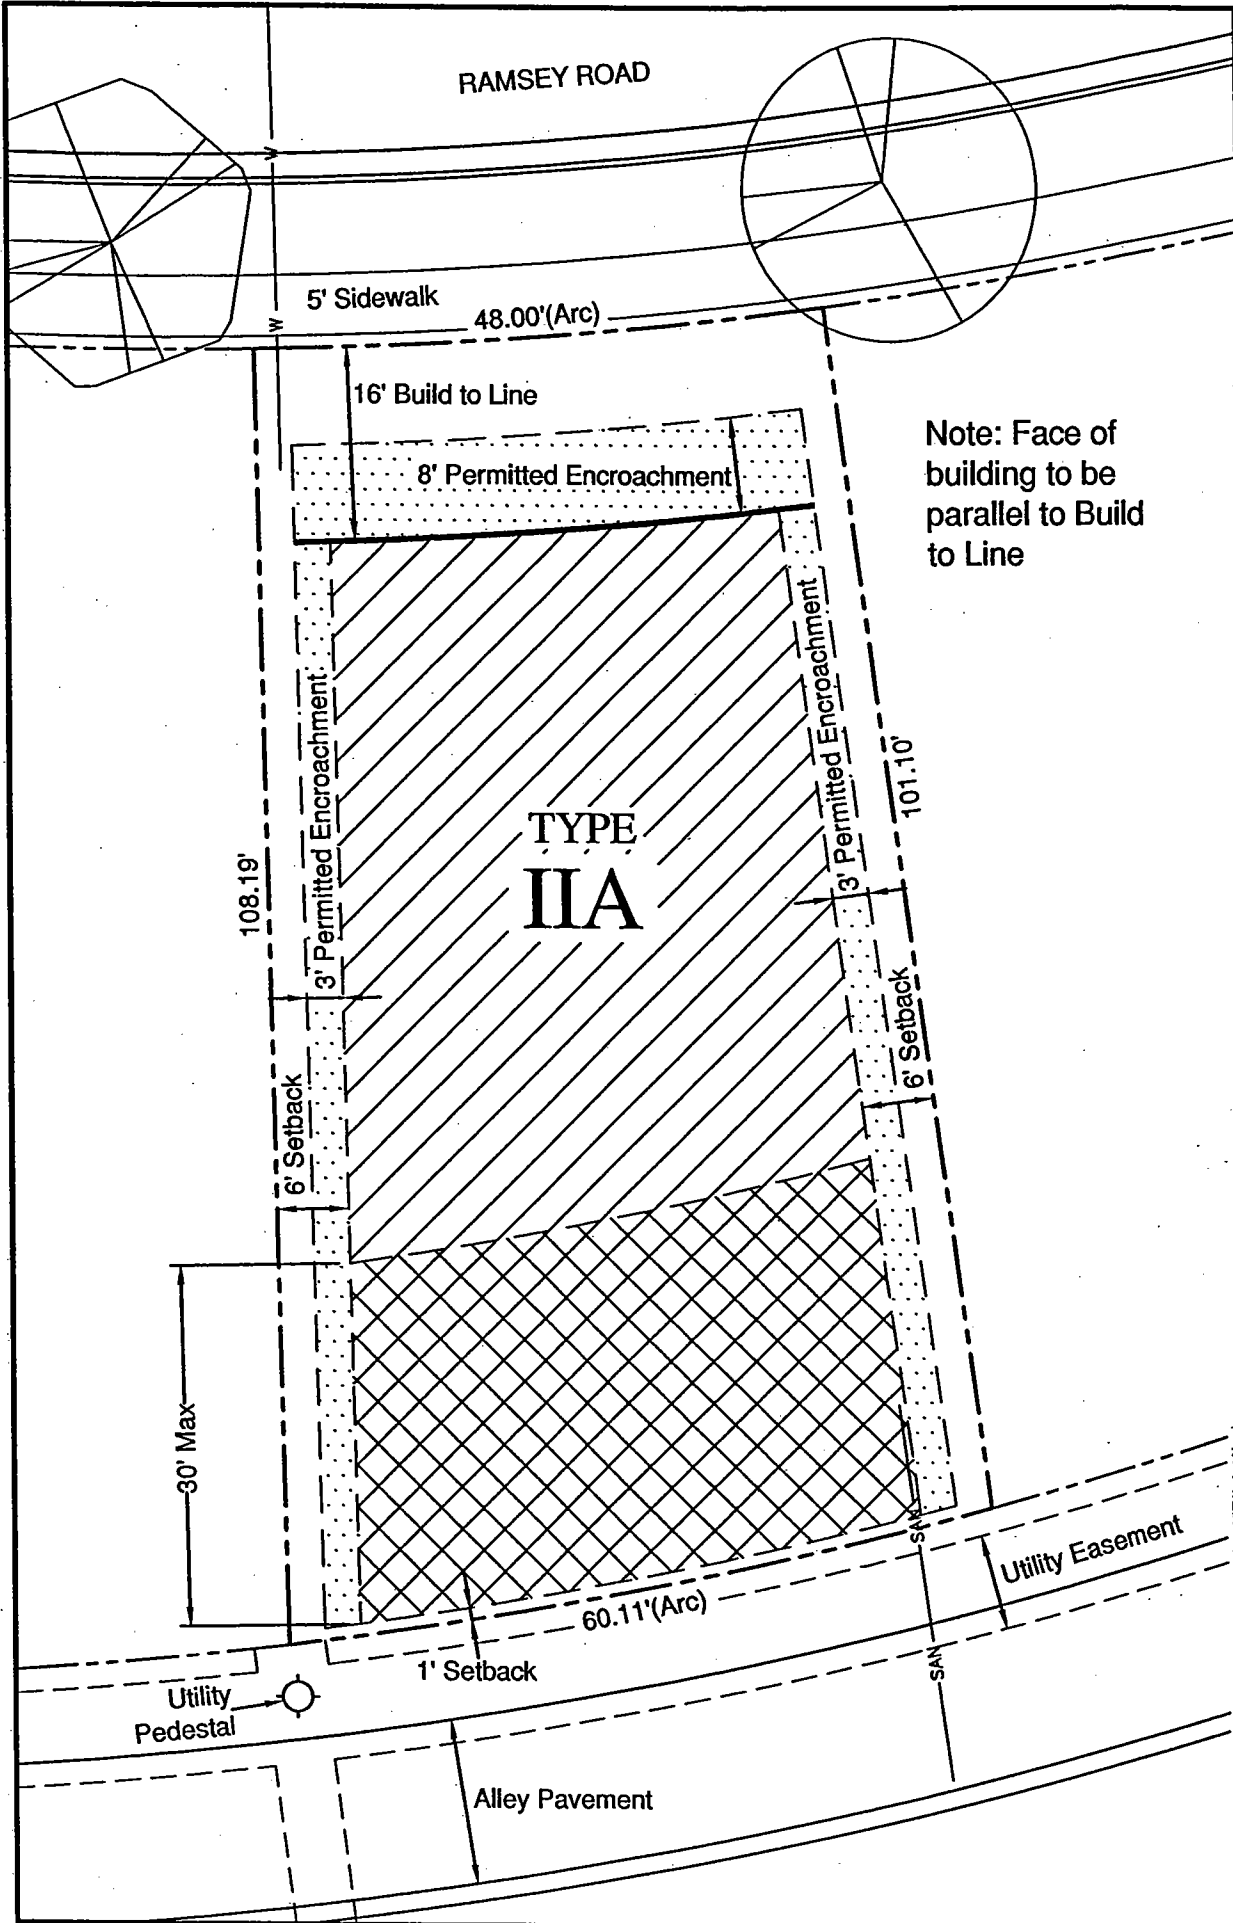 RAMSEY ROAD
W
5' Sidewalk
W
48.00'(Arc)
16' Build to Line
8' Permitted Encroachment
Note: Face of
building to be
parallel to Build
to Line
3' Permitted Encroachment
3' Permitted Encroachment
101.10'
TYPE
IIA
108.19'
6' Setback
6' Setback
30' Max
SAN
Utility Easement
60.11'(Arc)
1' Setback
SAN
Utility
Pedestal
Alley Pavement